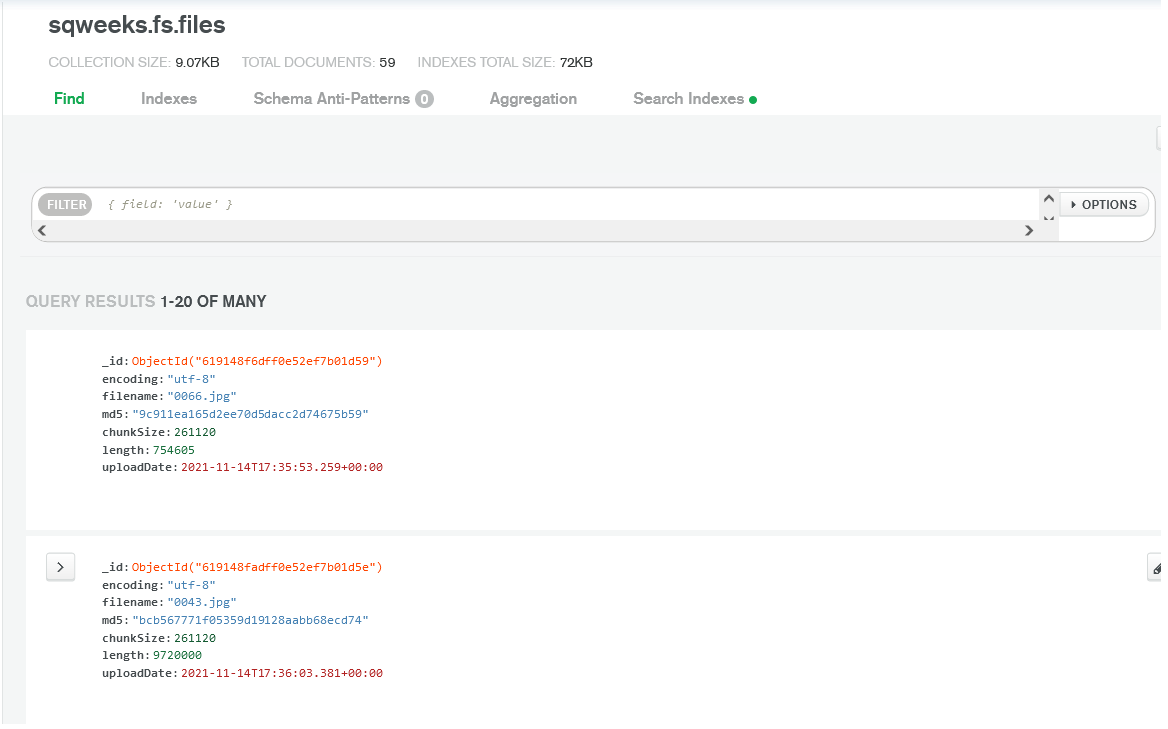 sqweeks.fs.files
COLLECTION SIZE: 9.07KB TOTAL DOCUMENTS: 59 INDEXES TOTAL SIZE: 72KB
Find Indexes Schema Anti-Patterns 0 Aggregation Search Indexes
FILTER { field: 'value' } OPTIONS
QUERY RESULTS 1-20 OF MANY
_id: ObjectId("619148f6dff0e52ef7b01d59")
encoding: "utf-8"
filename: "0066.jpg"
md5: "9c911ea165d2ee70d5dacc2d74675b59"
chunkSize: 261120
length: 754605
uploadDate: 2021-11-14T17:35:53.259+00:00
_id: ObjectId("619148fadff0e52ef7b01d5e")
encoding: "utf-8"
filename: "0043.jpg"
md5: "bcb567771f05359d19128aabb68ecd74"
chunkSize: 261120
length: 9720000
uploadDate: 2021-11-14T17:36:03.381+00:00